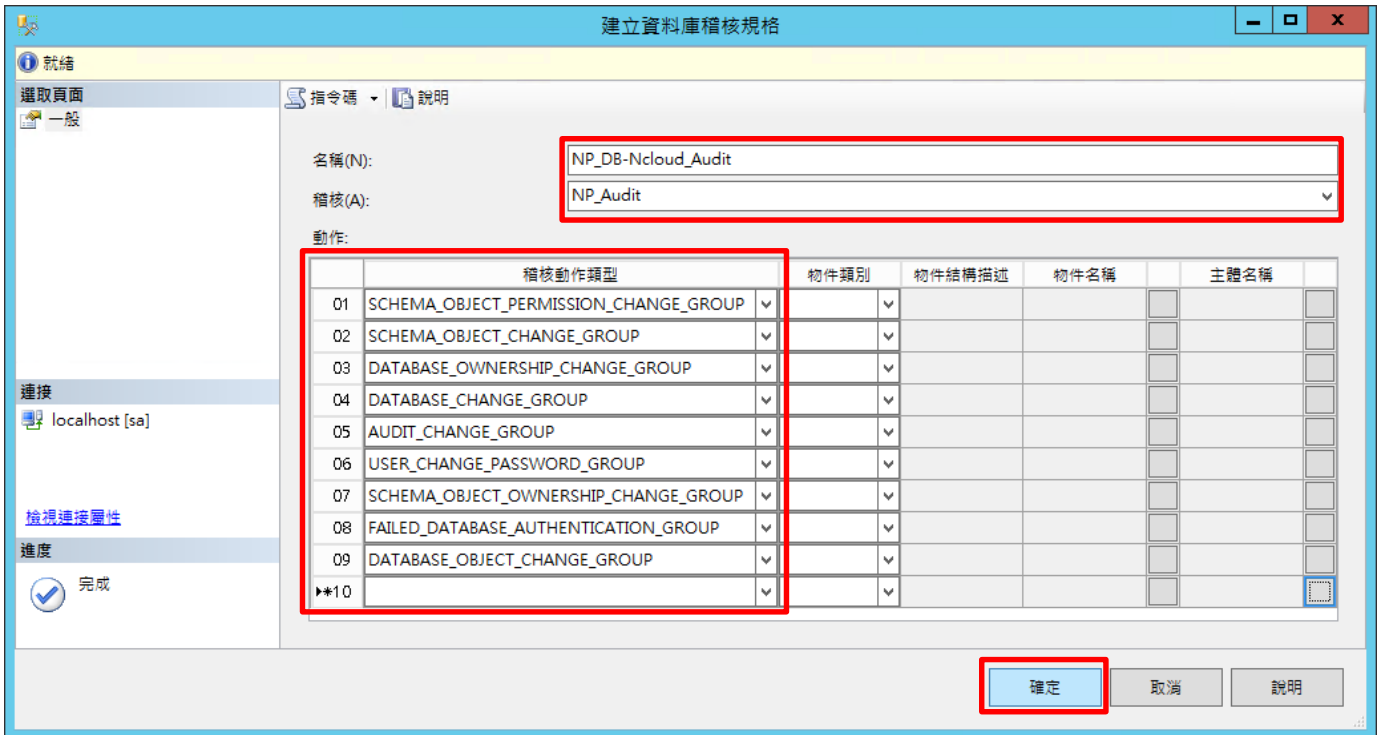 建立資料庫稽核規格
就緒
選取頁面
一般
指令碼 說明
名稱(N): NP_DB-Ncloud_Audit
稽核(A): NP_Audit
動作:
稽核動作類型 物件類別 物件結構描述 物件名稱 主體名稱
01 SCHEMA_OBJECT_PERMISSION_CHANGE_GROUP
02 SCHEMA_OBJECT_CHANGE_GROUP
03 DATABASE_OWNERSHIP_CHANGE_GROUP
04 DATABASE_CHANGE_GROUP
05 AUDIT_CHANGE_GROUP
06 USER_CHANGE_PASSWORD_GROUP
07 SCHEMA_OBJECT_OWNERSHIP_CHANGE_GROUP
08 FAILED_DATABASE_AUTHENTICATION_GROUP
09 DATABASE_OBJECT_CHANGE_GROUP
*10
連接
localhost [sa]
檢視連接屬性
進度
完成
確定 取消 說明